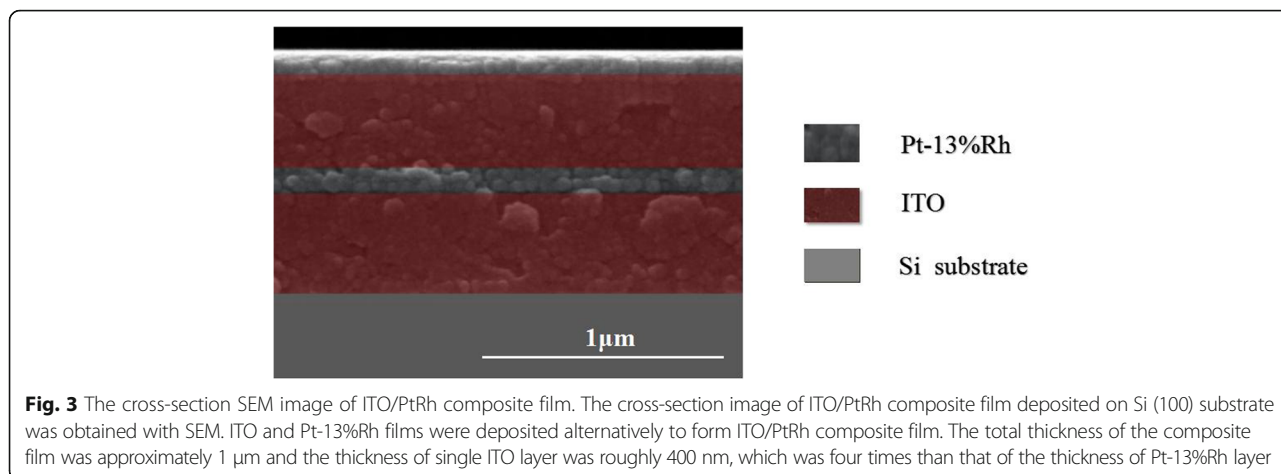 Pt-13%Rh
ITO
Si substrate
1μm
Fig. 3 The cross-section SEM image of ITO/PtRh composite film. The cross-section image of ITO/PtRh composite film deposited on Si (100) substrate
was obtained with SEM. ITO and Pt-13%Rh films were deposited alternatively to form ITO/PtRh composite film. The total thickness of the composite
film was approximately 1 μm and the thickness of single ITO layer was roughly 400 nm, which was four times than that of the thickness of Pt-13%Rh layer